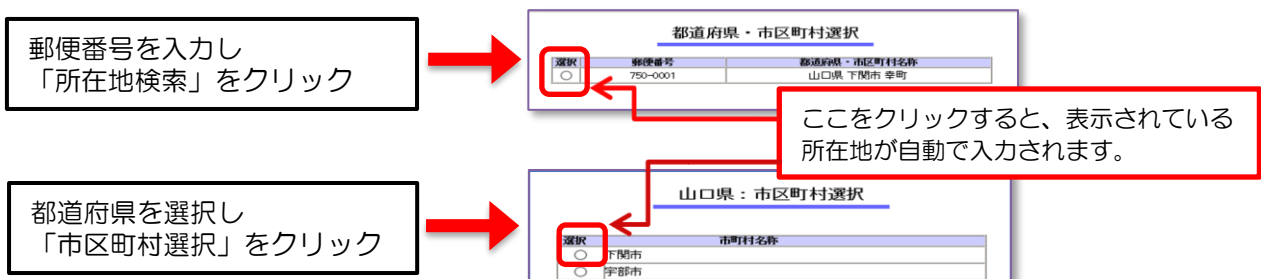 郵便番号を入力し
「所在地検索」をクリック
都道府県・市区町村選択
選択 郵便番号 都道府県・市区町村名称
750-0001 山口県 下関市 幸町
ここをクリックすると、表示されている
所在地が自動で入力されます。
都道府県を選択し
「市区町村選択」をクリック
山口県：市区町村選択
選択 市町村名称
下関市
宇部市